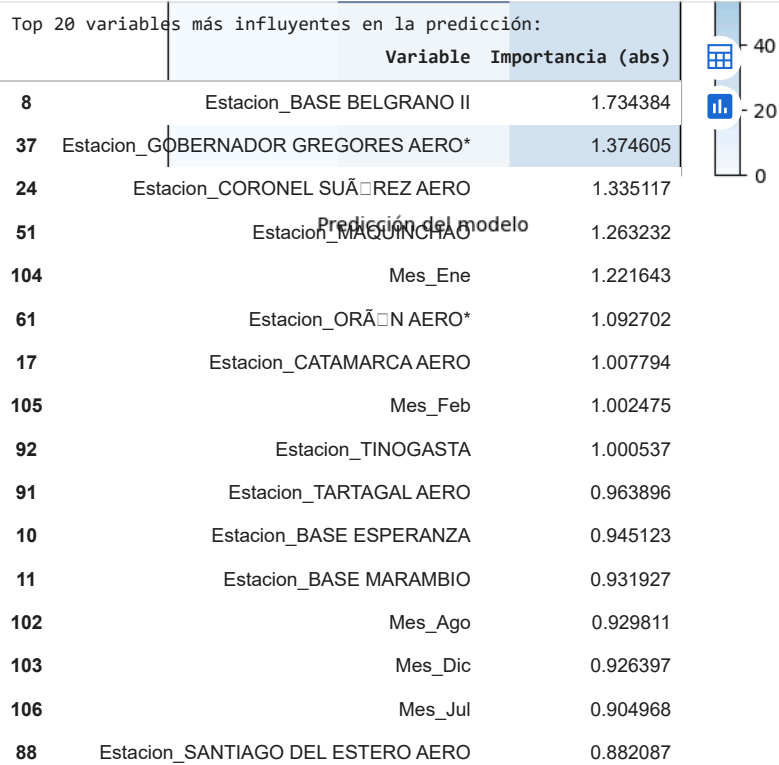 Top 20 variables más influyentes en la predicción:
Variable Importancia (abs)
40
8 Estacion_BASE BELGRANO II 1.734384
20
37 Estacion_GOBERNADOR GREGORES AERO* 1.374605
0
24 Estacion_CORONEL SUÃ□REZ AERO 1.335117
Predicción del modelo
51 Estacion_MAQUINCHAO 1.263232
104 Mes_Ene 1.221643
61 Estacion_ORÃ□N AERO* 1.092702
17 Estacion_CATAMARCA AERO 1.007794
105 Mes_Feb 1.002475
92 Estacion_TINOGASTA 1.000537
91 Estacion_TARTAGAL AERO 0.963896
10 Estacion_BASE ESPERANZA 0.945123
11 Estacion_BASE MARAMBIO 0.931927
102 Mes_Ago 0.929811
103 Mes_Dic 0.926397
106 Mes_Jul 0.904968
88 Estacion_SANTIAGO DEL ESTERO AERO 0.882087